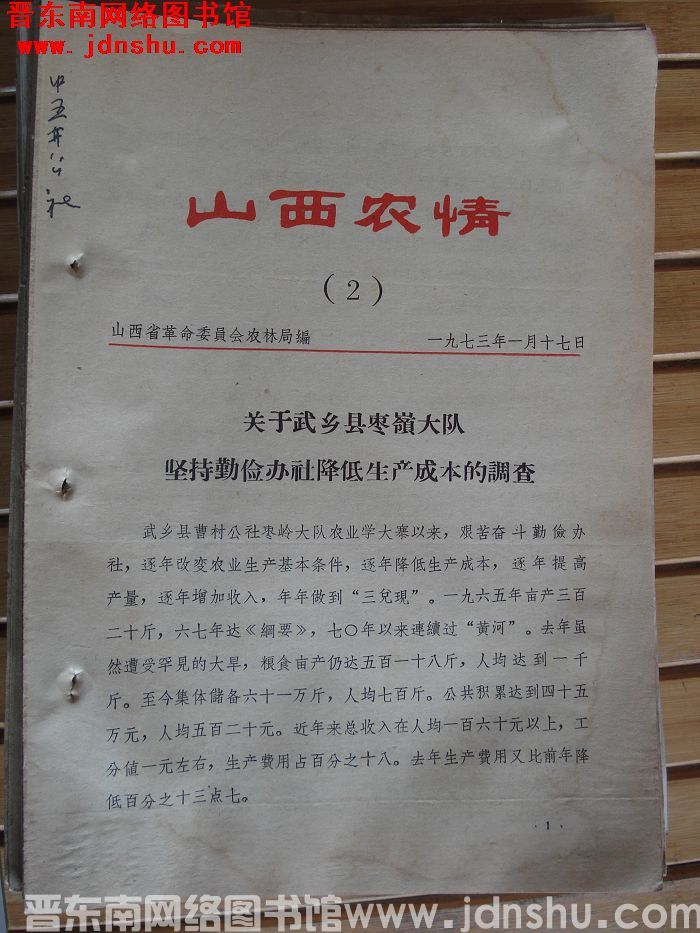 晋东南网络图书馆
www.jdnshu.com
中五井公社
山西农情
(2)
山西省革命委員会农林局編 一九七三年一月十七日
关于武乡县枣嶺大队
坚持勤俭办社降低生产成本的調查
武乡县曹村公社枣岭大队农业学大寨以来，艰苦奋斗勤儉办
社，逐年改变农业生产基本条件，逐年降低生产成本，逐年提高
产量，逐年增加收入，年年做到“三兌現”。一九六五年亩产三百
二十斤，六七年达《綱要》，七〇年以来連續过“黄河”。去年虽
然遭受罕見的大旱，粮食亩产仍达五百一十八斤，人均达到一千
斤。至今集体儲备六十一万斤，人均七百斤。公共积累达到四十五
万元，人均五百二十元。近年来总收入在人均一百六十元以上，工
分値一元左右，生产費用占百分之十八。去年生产費用又比前年降
低百分之十三点七。
·1·
晋东南网络图书馆www.jdnshu.com